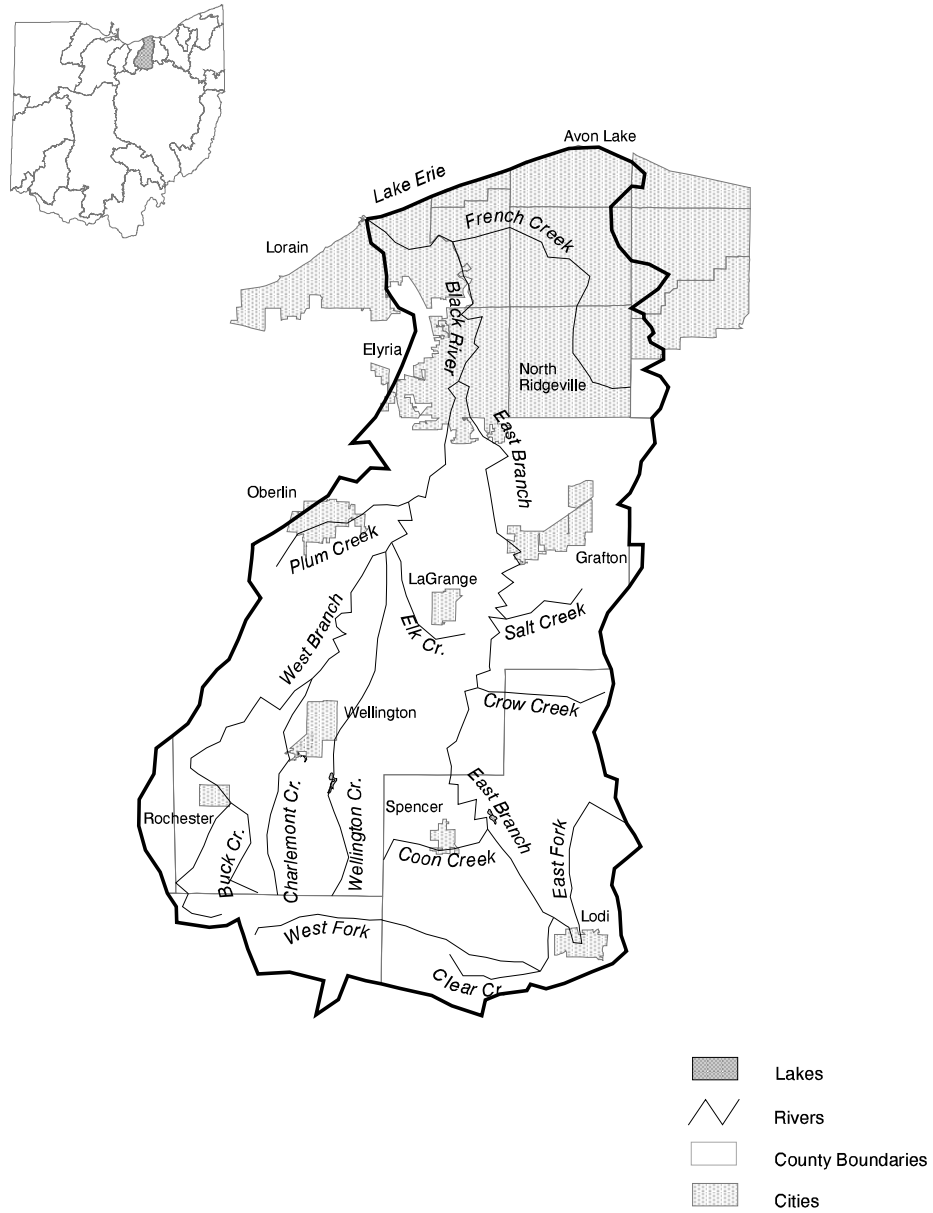 Avon Lake
Lake Erie
French Creek
Lorain
Black River
Elyria
North
Ridgeville
East Branch
Oberlin
Plum Creek
Grafton
LaGrange
West Branch
Elk Cr.
Salt Creek
Crow Creek
Wellington
East Branch
Spencer
Rochester
Charlemont Cr.
Wellington Cr.
Buck Cr.
Coon Creek
East Fork
Lodi
West Fork
Clear Cr.
Lakes
Rivers
County Boundaries
Cities